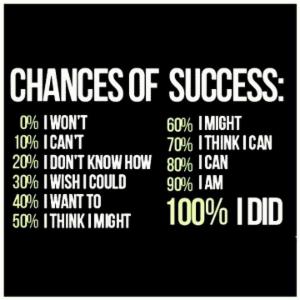 CHANCES OF SUCCESS:
0% I WON'T
10% I CAN'T
20% I DON'T KNOW HOW
30% I WISH I COULD
40% I WANT TO
50% I THINK I MIGHT
60% I MIGHT
70% I THINK I CAN
80% I CAN
90% I AM
100% I DID